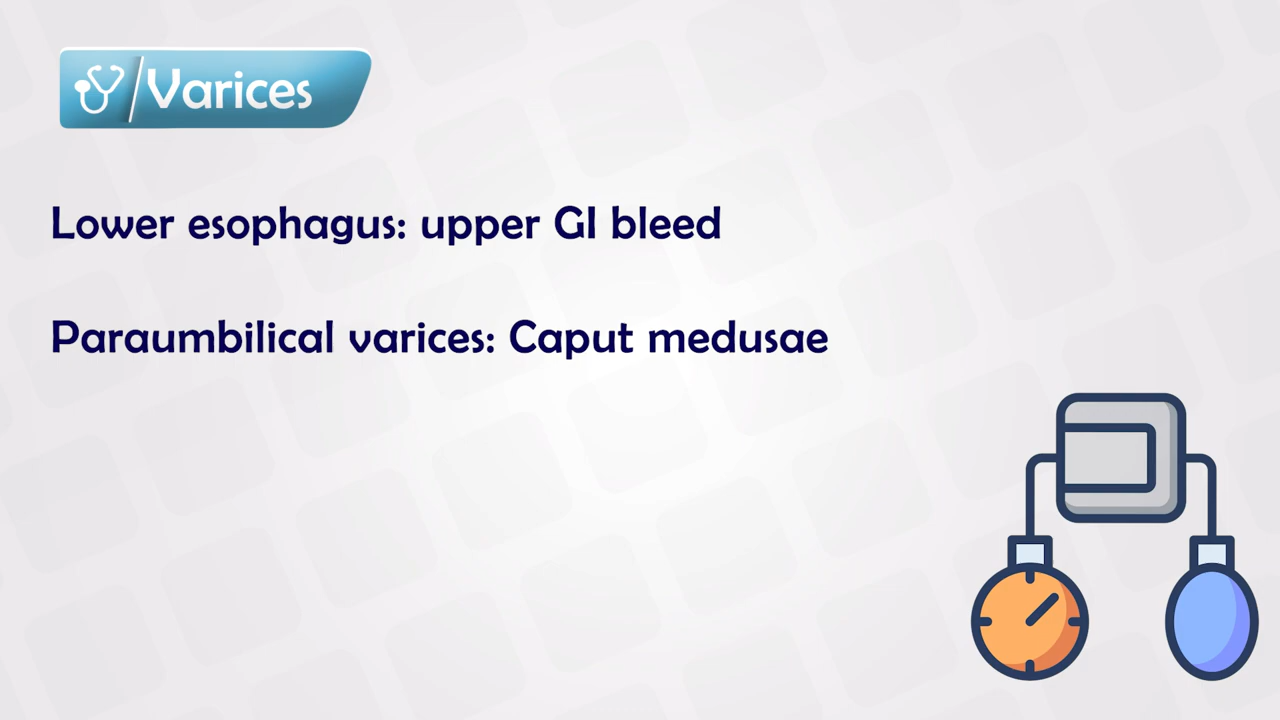 Varices
Lower esophagus: upper GI bleed
Paraumbilical varices: Caput medusae